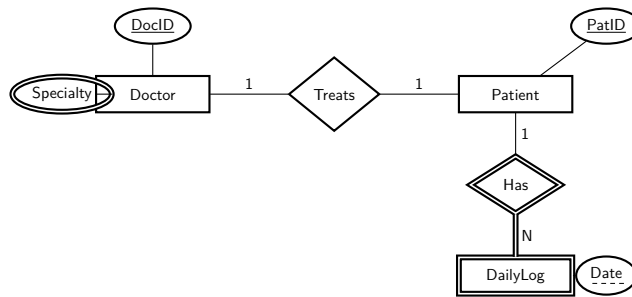 DocID
PatID
Specialty
Doctor
1
Treats
1
Patient
1
Has
N
DailyLog
Date